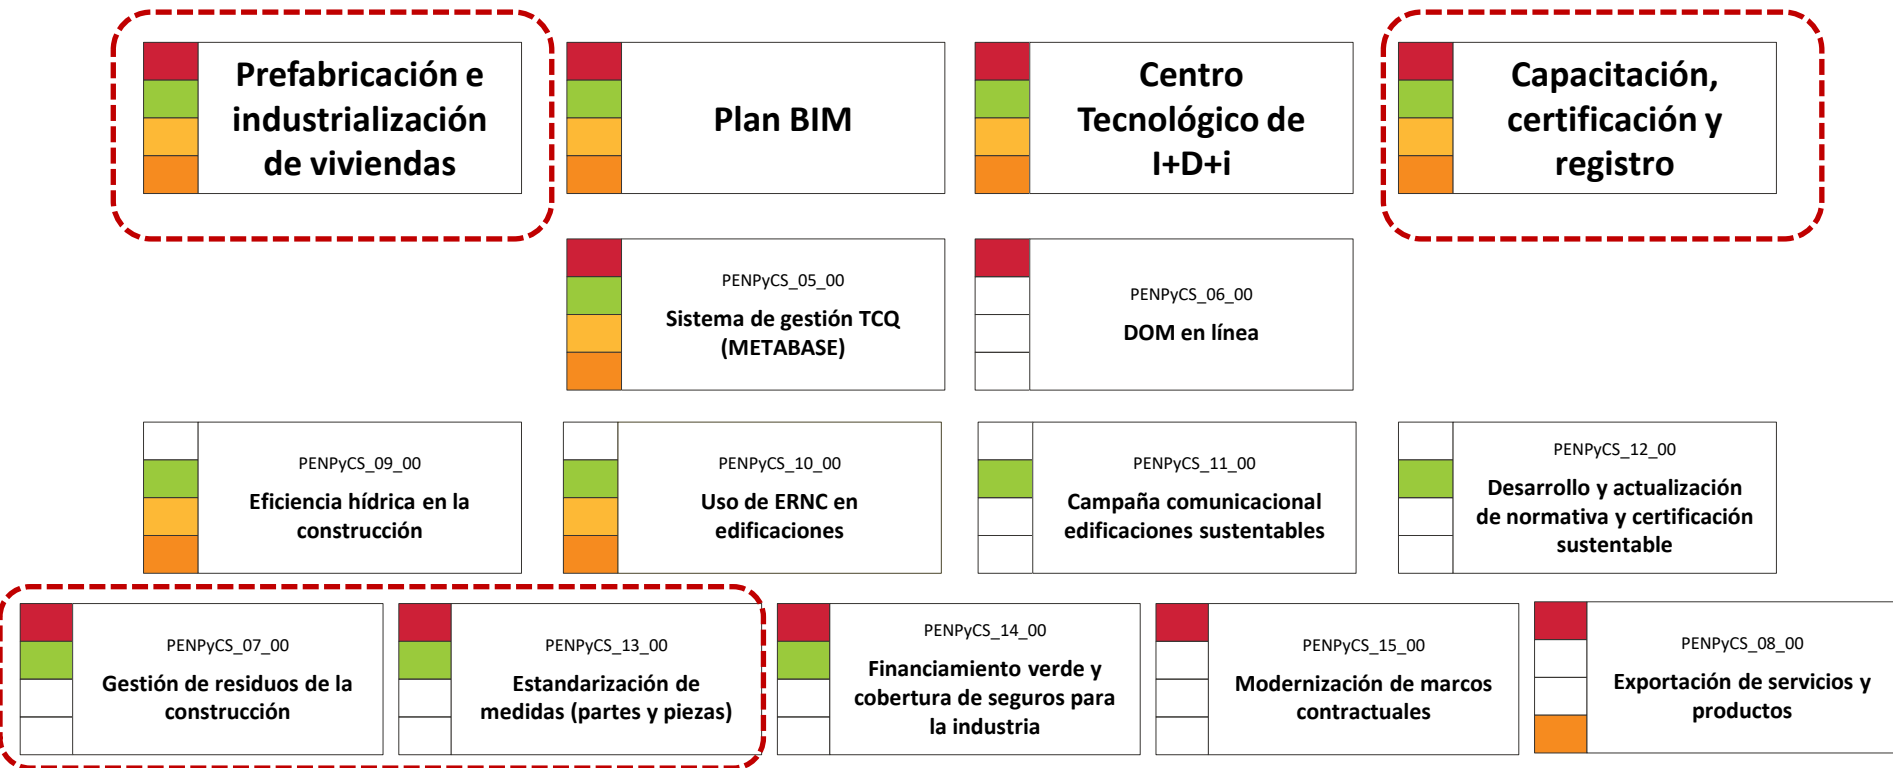 Prefabricación e
industrialización
de viviendas
Plan BIM
Centro
Tecnológico de
I+D+i
Capacitación,
certificación y
registro
PENPyCS_05_00
Sistema de gestión TCQ
(METABASE)
PENPyCS_06_00
DOM en línea
PENPyCS_09_00
Eficiencia hídrica en la
construcción
PENPyCS_10_00
Uso de ERNC en
edificaciones
PENPyCS_11_00
Campaña comunicacional
edificaciones sustentables
PENPyCS_12_00
Desarrollo y actualización
de normativa y certificación
sustentable
PENPyCS_07_00
Gestión de residuos de la
construcción
PENPyCS_13_00
Estandarización de
medidas (partes y piezas)
PENPyCS_14_00
Financiamiento verde y
cobertura de seguros para
la industria
PENPyCS_15_00
Modernización de marcos
contractuales
PENPyCS_08_00
Exportación de servicios y
productos